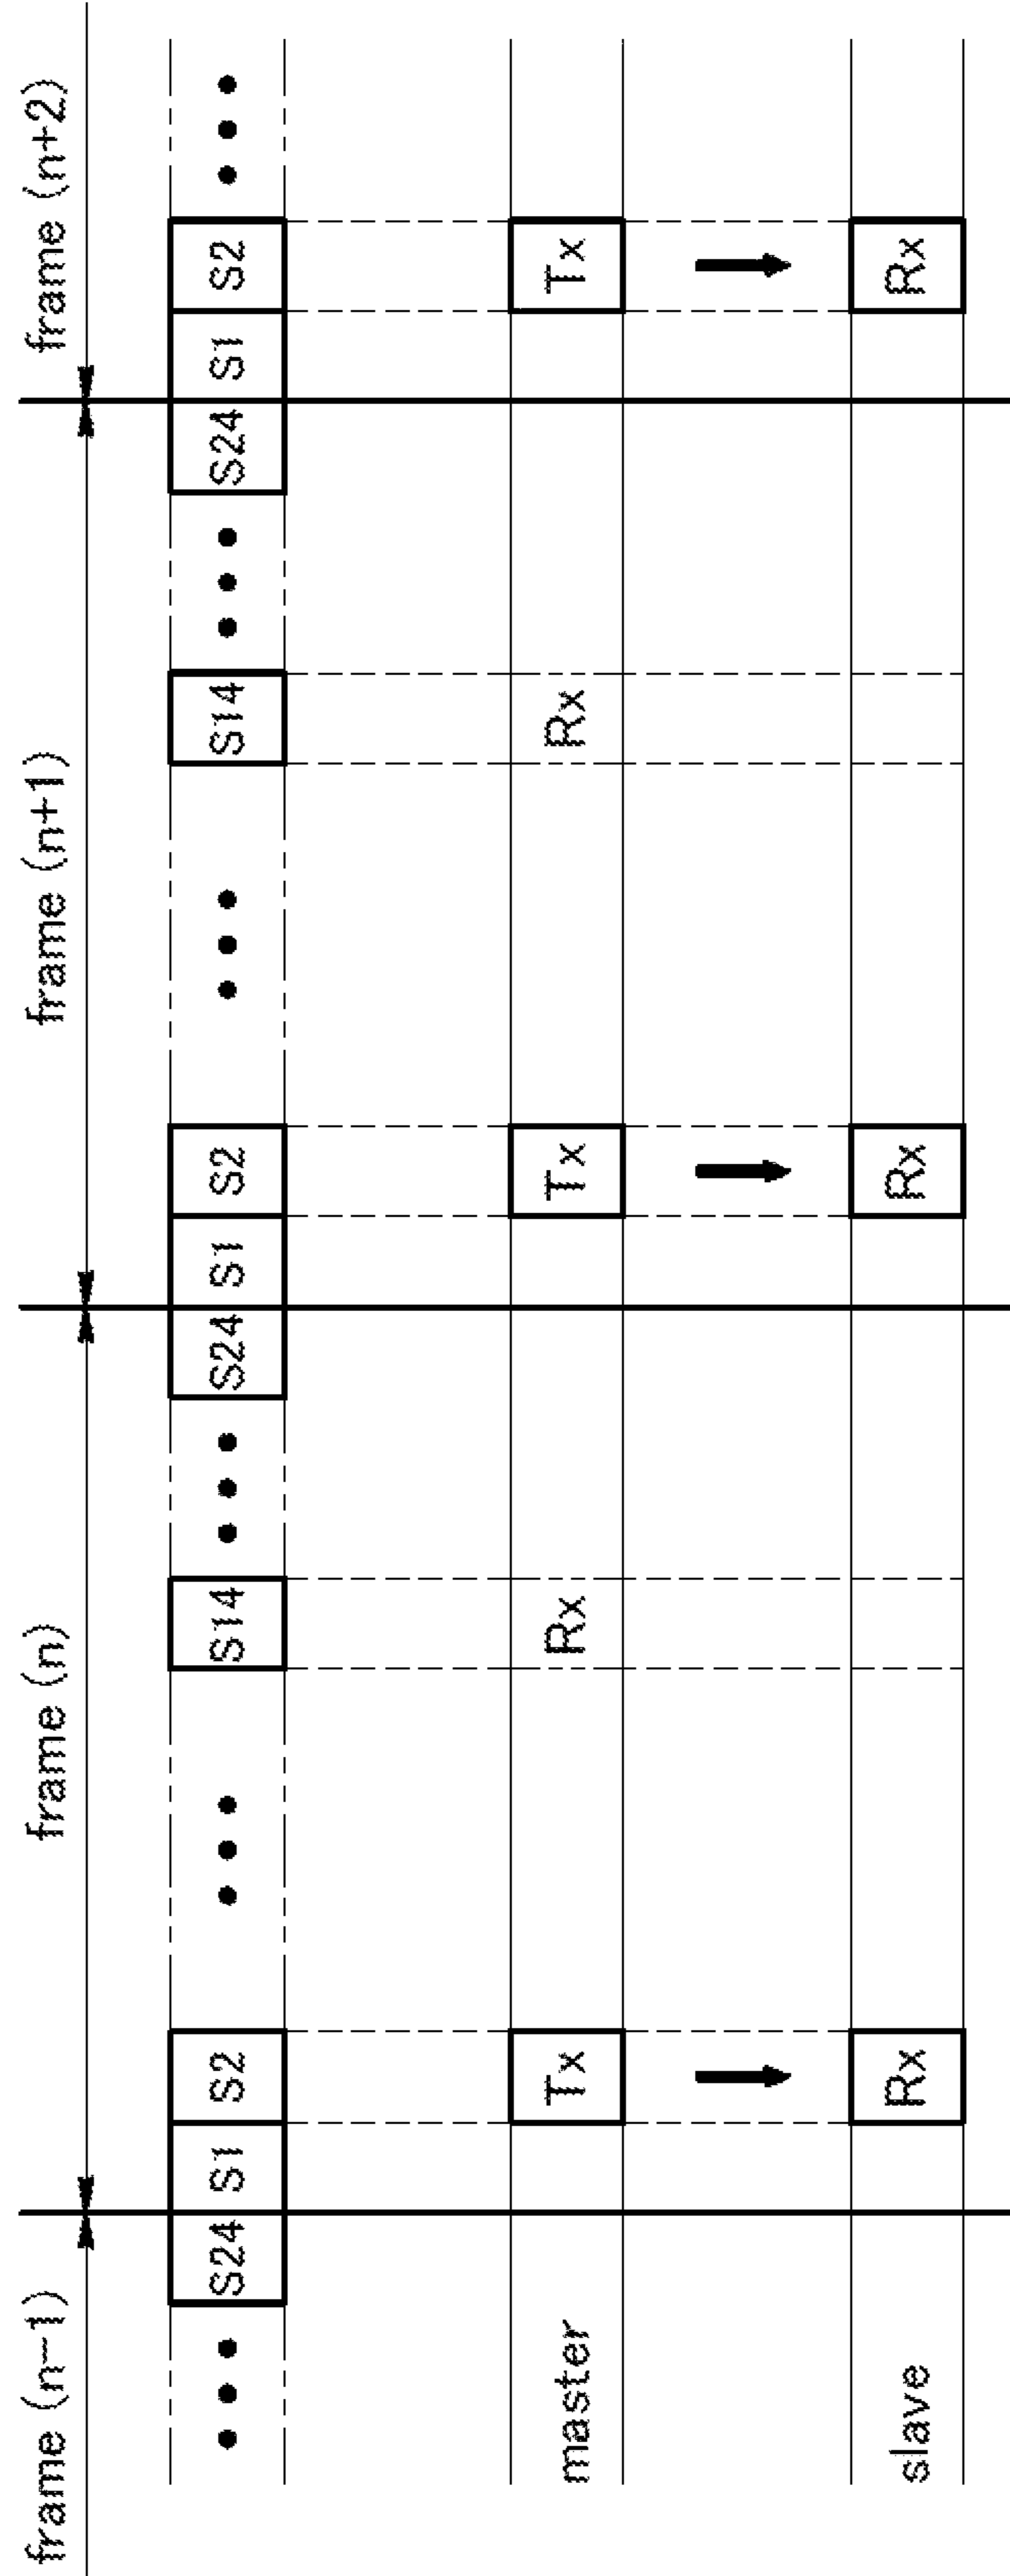 frame (n-1) frame (n) frame (n+1) frame (n+2)
S24 S1 S2 S14 S24 S1 S2 S14 S24 S1 S2
master Tx Rx Tx Rx Tx
slave Rx Rx Rx